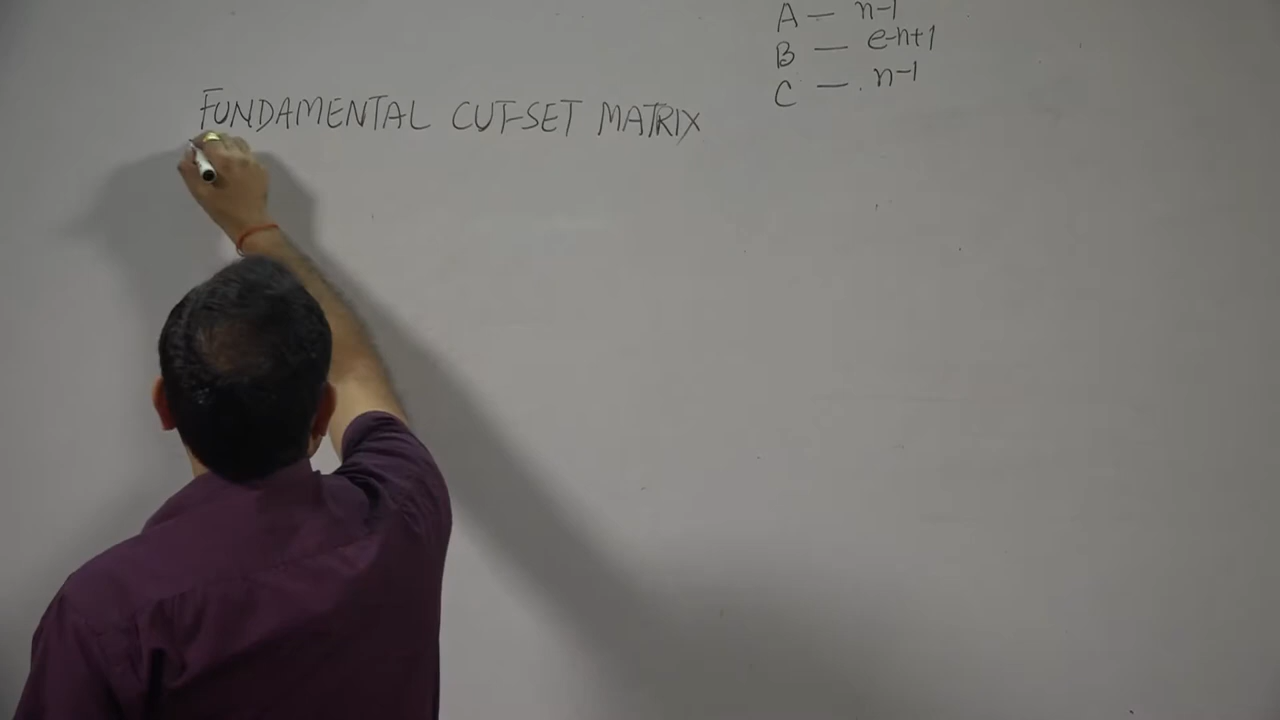 A — n-1
B — e-n+1
C — n-1
FUNDAMENTAL CUT-SET MATRIX